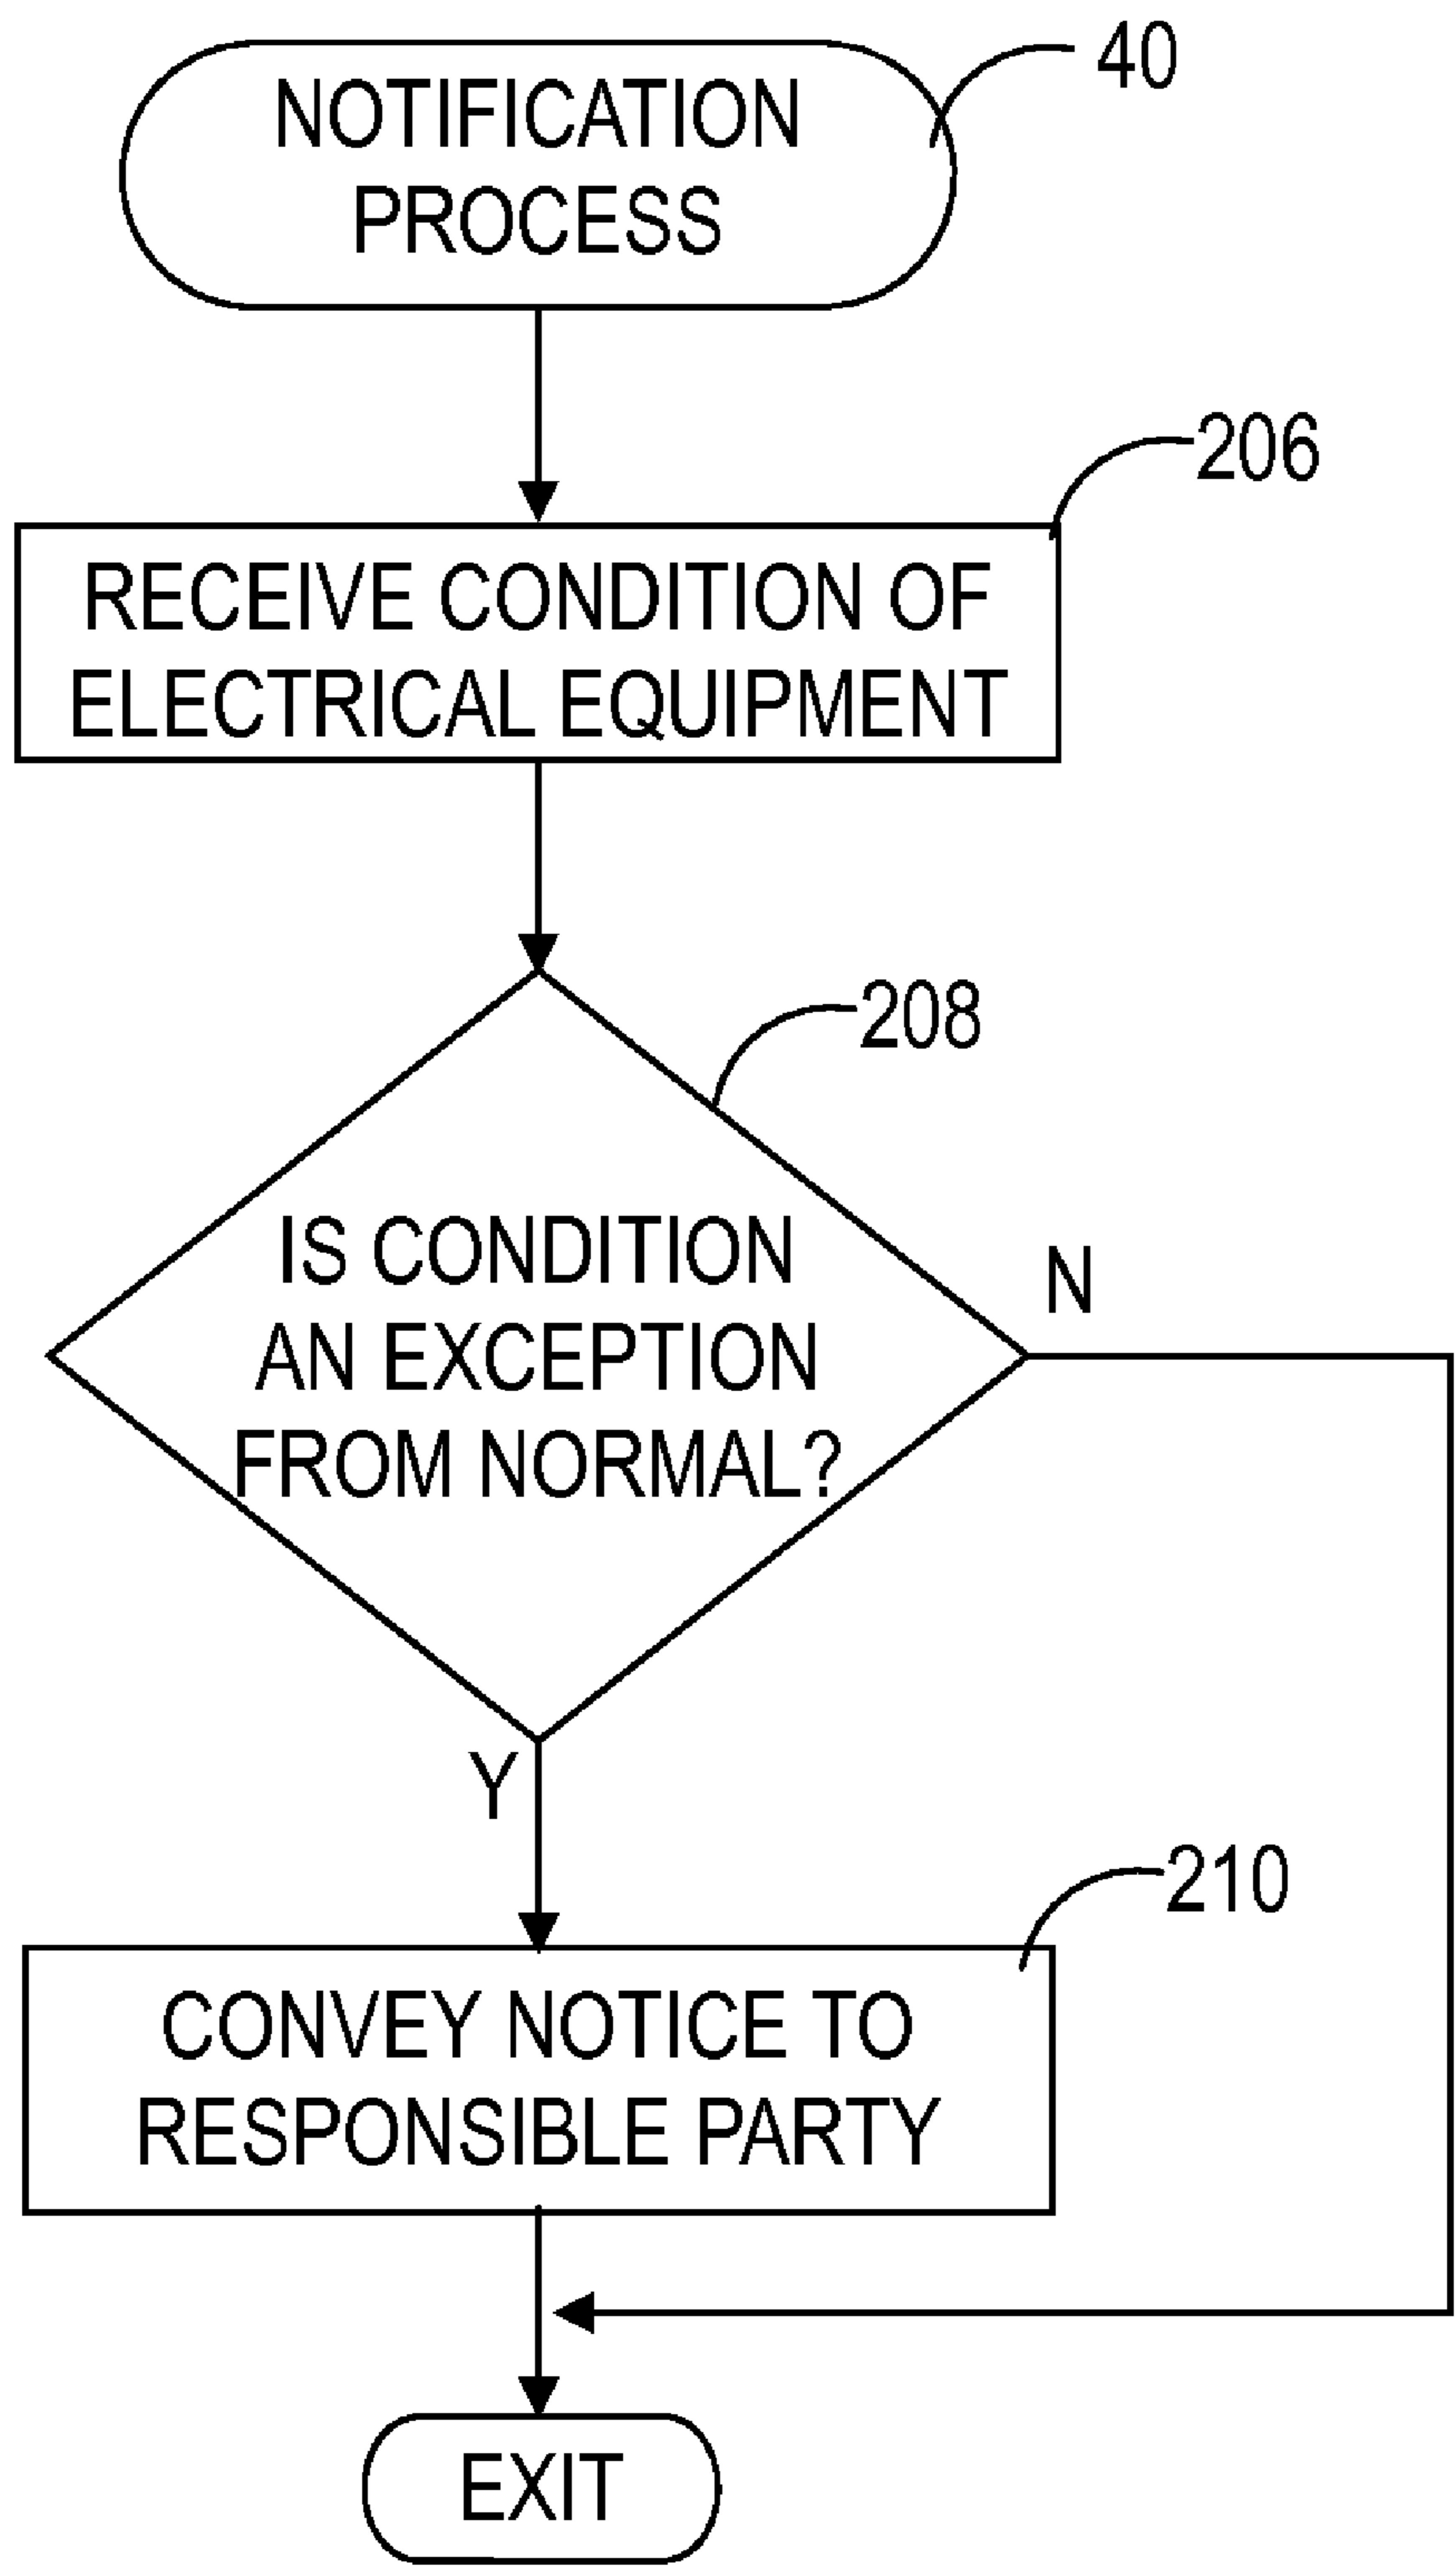 NOTIFICATION
PROCESS
40
206
RECEIVE CONDITION OF
ELECTRICAL EQUIPMENT
208
IS CONDITION
AN EXCEPTION
FROM NORMAL?
N
Y
210
CONVEY NOTICE TO
RESPONSIBLE PARTY
EXIT